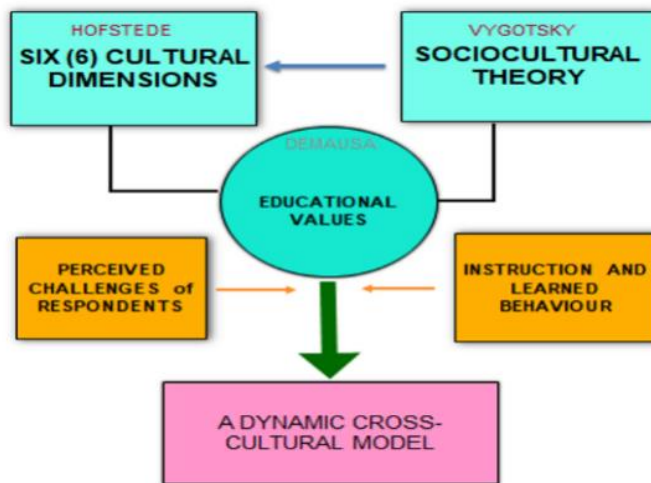 HOFSTEDE
SIX (6) CULTURAL
DIMENSIONS
VYGOTSKY
SOCIOCULTURAL
THEORY
DEMAUSA
EDUCATIONAL
VALUES
PERCEIVED
CHALLENGES of
RESPONDENTS
INSTRUCTION AND
LEARNED
BEHAVIOUR
A DYNAMIC CROSS-
CULTURAL MODEL